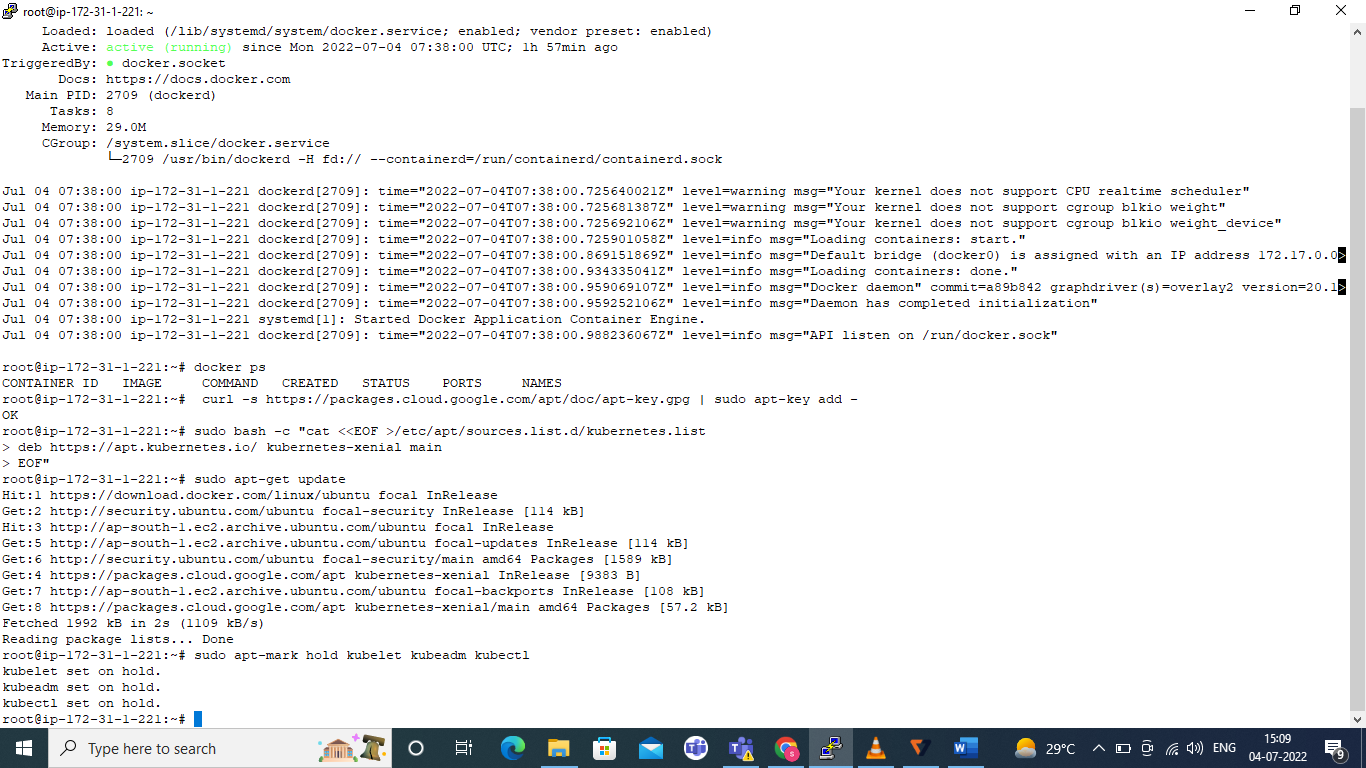 root@ip-172-31-1-221: ~
Loaded: loaded (/lib/systemd/system/docker.service; enabled; vendor preset: enabled)
Active: active (running) since Mon 2022-07-04 07:38:00 UTC; 1h 57min ago
TriggeredBy: ● docker.socket
Docs: https://docs.docker.com
Main PID: 2709 (dockerd)
Tasks: 8
Memory: 29.0M
CGroup: /system.slice/docker.service
└─2709 /usr/bin/dockerd -H fd:// --containerd=/run/containerd/containerd.sock
Jul 04 07:38:00 ip-172-31-1-221 dockerd[2709]: time="2022-07-04T07:38:00.725640021Z" level=warning msg="Your kernel does not support CPU realtime scheduler"
Jul 04 07:38:00 ip-172-31-1-221 dockerd[2709]: time="2022-07-04T07:38:00.725681387Z" level=warning msg="Your kernel does not support cgroup blkio weight"
Jul 04 07:38:00 ip-172-31-1-221 dockerd[2709]: time="2022-07-04T07:38:00.725692106Z" level=warning msg="Your kernel does not support cgroup blkio weight_device"
Jul 04 07:38:00 ip-172-31-1-221 dockerd[2709]: time="2022-07-04T07:38:00.725901058Z" level=info msg="Loading containers: start."
Jul 04 07:38:00 ip-172-31-1-221 dockerd[2709]: time="2022-07-04T07:38:00.869151869Z" level=info msg="Default bridge (docker0) is assigned with an IP address 172.17.0.0>
Jul 04 07:38:00 ip-172-31-1-221 dockerd[2709]: time="2022-07-04T07:38:00.934335041Z" level=info msg="Loading containers: done."
Jul 04 07:38:00 ip-172-31-1-221 dockerd[2709]: time="2022-07-04T07:38:00.959069107Z" level=info msg="Docker daemon" commit=a89b842 graphdriver(s)=overlay2 version=20.1>
Jul 04 07:38:00 ip-172-31-1-221 dockerd[2709]: time="2022-07-04T07:38:00.959252106Z" level=info msg="Daemon has completed initialization"
Jul 04 07:38:00 ip-172-31-1-221 systemd[1]: Started Docker Application Container Engine.
Jul 04 07:38:00 ip-172-31-1-221 dockerd[2709]: time="2022-07-04T07:38:00.988236067Z" level=info msg="API listen on /run/docker.sock"
root@ip-172-31-1-221:~# docker ps
CONTAINER ID   IMAGE     COMMAND   CREATED   STATUS    PORTS     NAMES
root@ip-172-31-1-221:~#  curl -s https://packages.cloud.google.com/apt/doc/apt-key.gpg | sudo apt-key add -
OK
root@ip-172-31-1-221:~# sudo bash -c "cat <<EOF >/etc/apt/sources.list.d/kubernetes.list
> deb https://apt.kubernetes.io/ kubernetes-xenial main
> EOF"
root@ip-172-31-1-221:~# sudo apt-get update
Hit:1 https://download.docker.com/linux/ubuntu focal InRelease
Get:2 http://security.ubuntu.com/ubuntu focal-security InRelease [114 kB]
Hit:3 http://ap-south-1.ec2.archive.ubuntu.com/ubuntu focal InRelease
Get:5 http://ap-south-1.ec2.archive.ubuntu.com/ubuntu focal-updates InRelease [114 kB]
Get:6 http://security.ubuntu.com/ubuntu focal-security/main amd64 Packages [1589 kB]
Get:4 https://packages.cloud.google.com/apt kubernetes-xenial InRelease [9383 B]
Get:7 http://ap-south-1.ec2.archive.ubuntu.com/ubuntu focal-backports InRelease [108 kB]
Get:8 https://packages.cloud.google.com/apt kubernetes-xenial/main amd64 Packages [57.2 kB]
Fetched 1992 kB in 2s (1109 kB/s)
Reading package lists... Done
root@ip-172-31-1-221:~# sudo apt-mark hold kubelet kubeadm kubectl
kubelet set on hold.
kubeadm set on hold.
kubectl set on hold.
root@ip-172-31-1-221:~#
Type here to search
29°C
ENG
15:09
04-07-2022
9